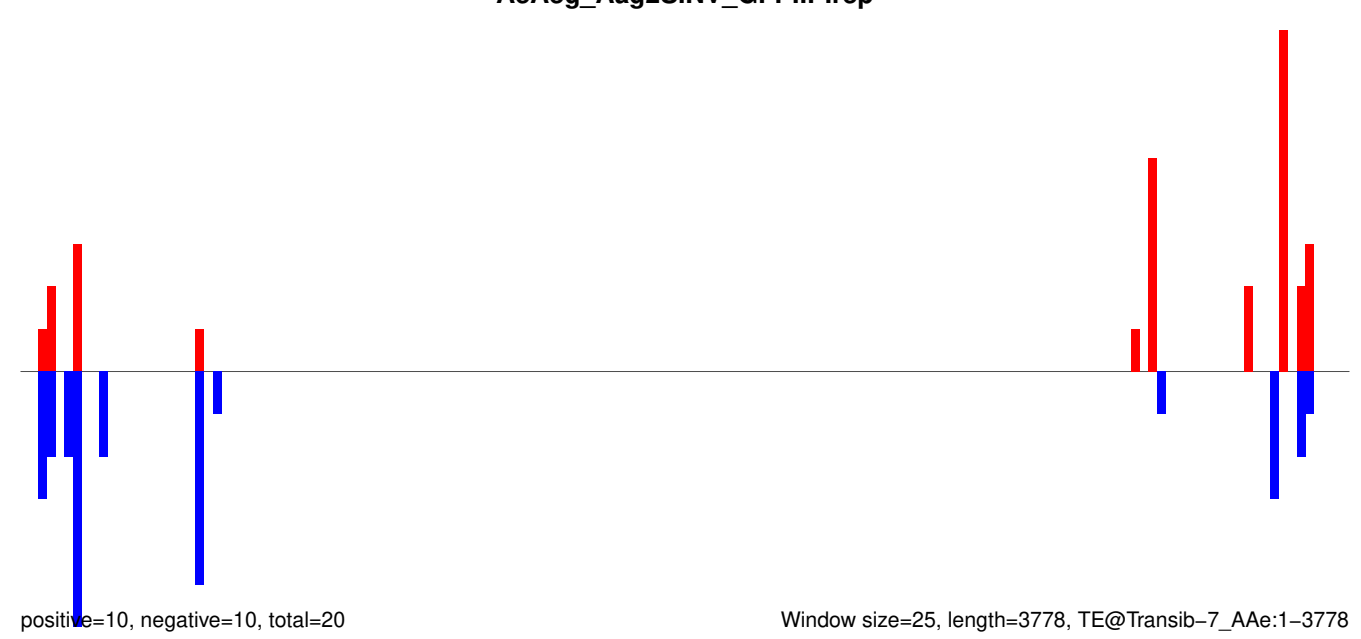 positive=10, negative=10, total=20
Window size=25, length=3778, TE@Transib−7_AAe:1−3778